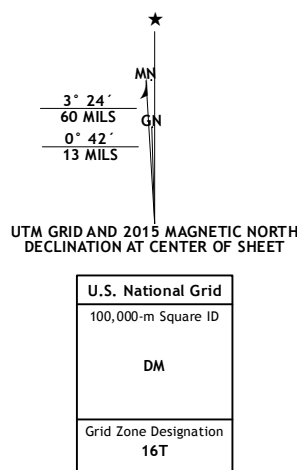 ★
MN
3° 24´
60 MILS
GN
0° 42´
13 MILS
UTM GRID AND 2015 MAGNETIC NORTH
DECLINATION AT CENTER OF SHEET
U.S. National Grid
100,000-m Square ID
DM
Grid Zone Designation
16T